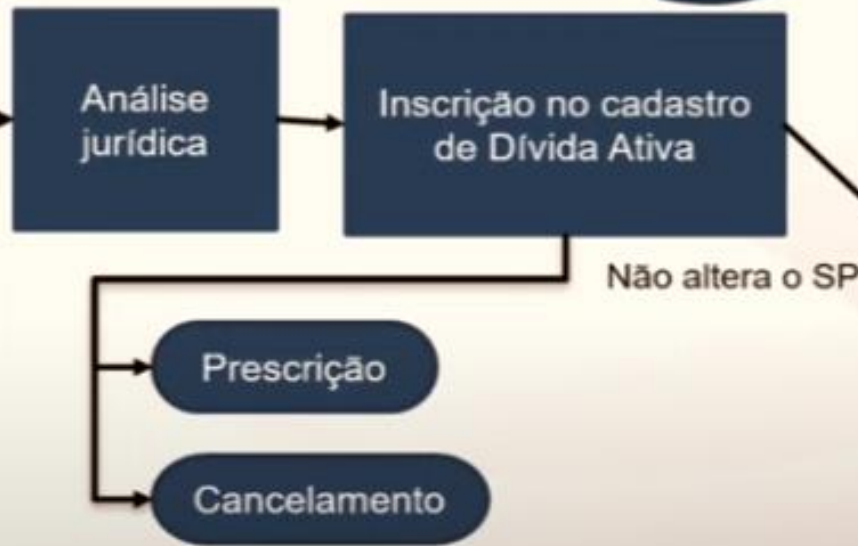 Análise
jurídica
Inscrição no cadastro
de Dívida Ativa
Não altera o SP
Prescrição
Cancelamento